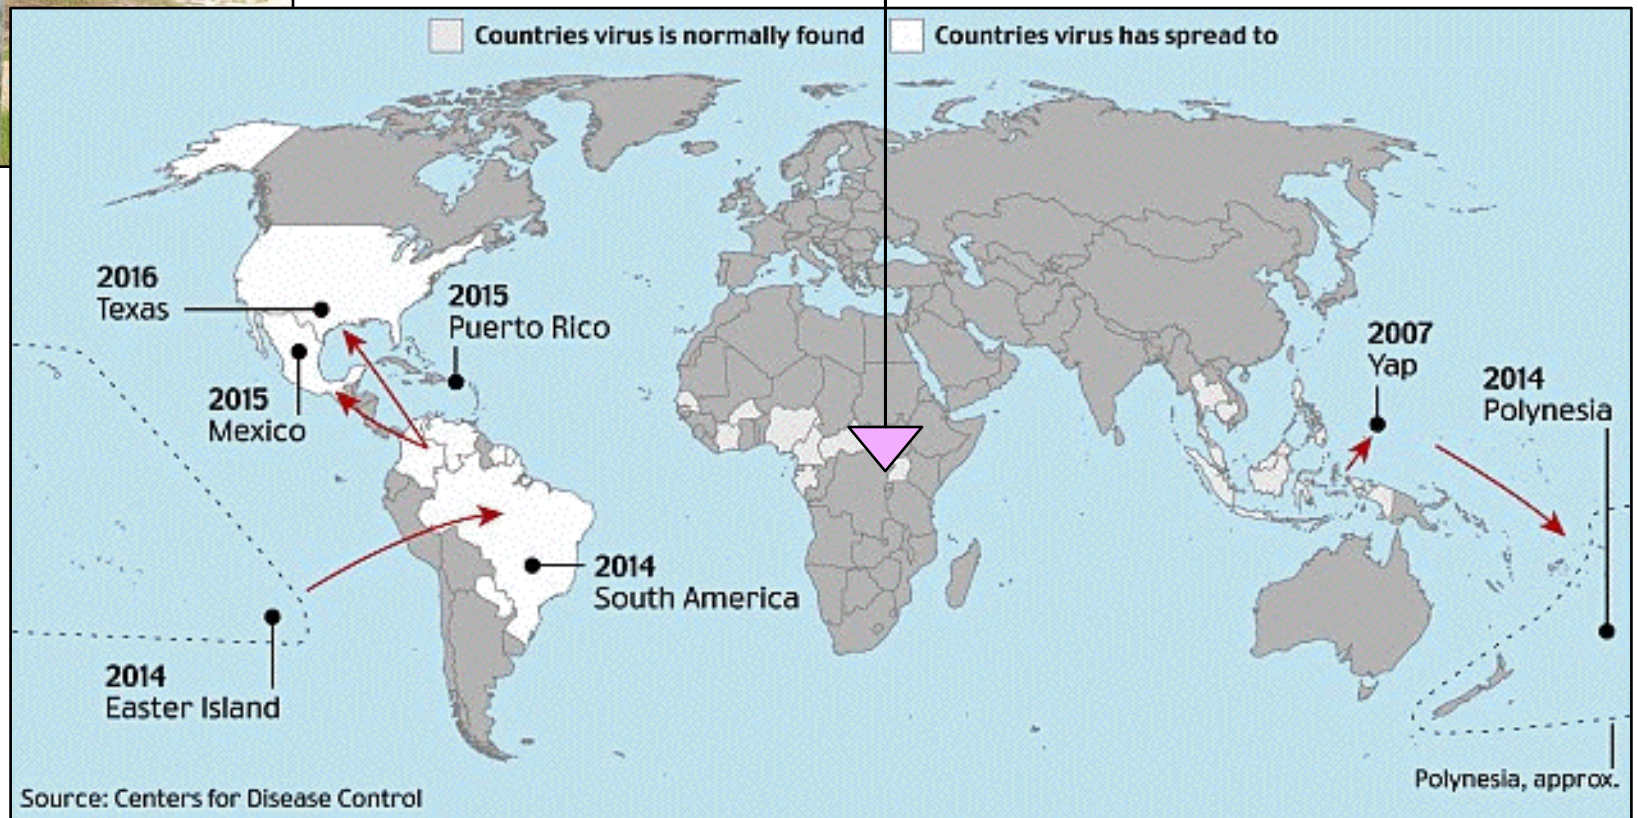 Countries virus is normally found
Countries virus has spread to
2016
Texas
2015
Puerto Rico
2015
Mexico
2007
Yap
2014
Polynesia
2014
South America
2014
Easter Island
Polynesia, approx.
Source: Centers for Disease Control